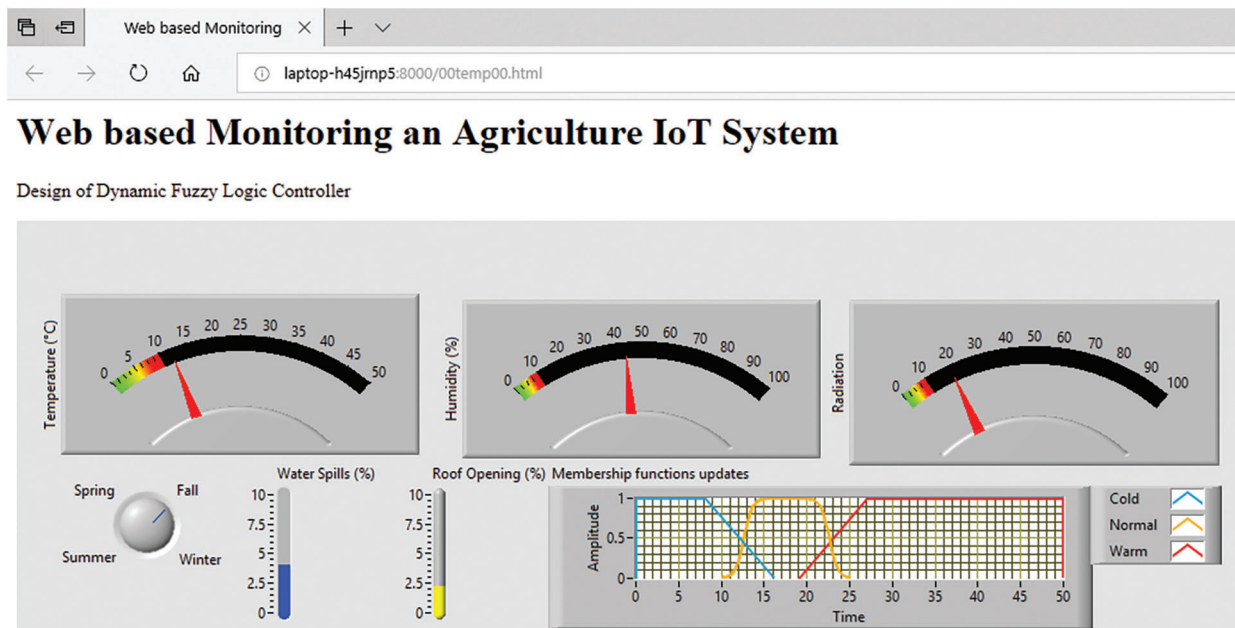 Web based Monitoring
laptop-h45jrnp5:8000/00temp00.html
Web based Monitoring an Agriculture IoT System
Design of Dynamic Fuzzy Logic Controller
Temperature (°C)
0 5 10 15 20 25 30 35 40 45 50
Humidity (%)
0 10 20 30 40 50 60 70 80 90 100
Radiation
0 10 20 30 40 50 60 70 80 90 100
Spring
Fall
Summer
Winter
Water Spills (%)
10
7.5
5
2.5
0
Roof Opening (%)
10
7.5
5
2.5
0
Membership functions updates
Amplitude
1
0.5
0
0 5 10 15 20 25 30 35 40 45 50
Time
Cold
Normal
Warm